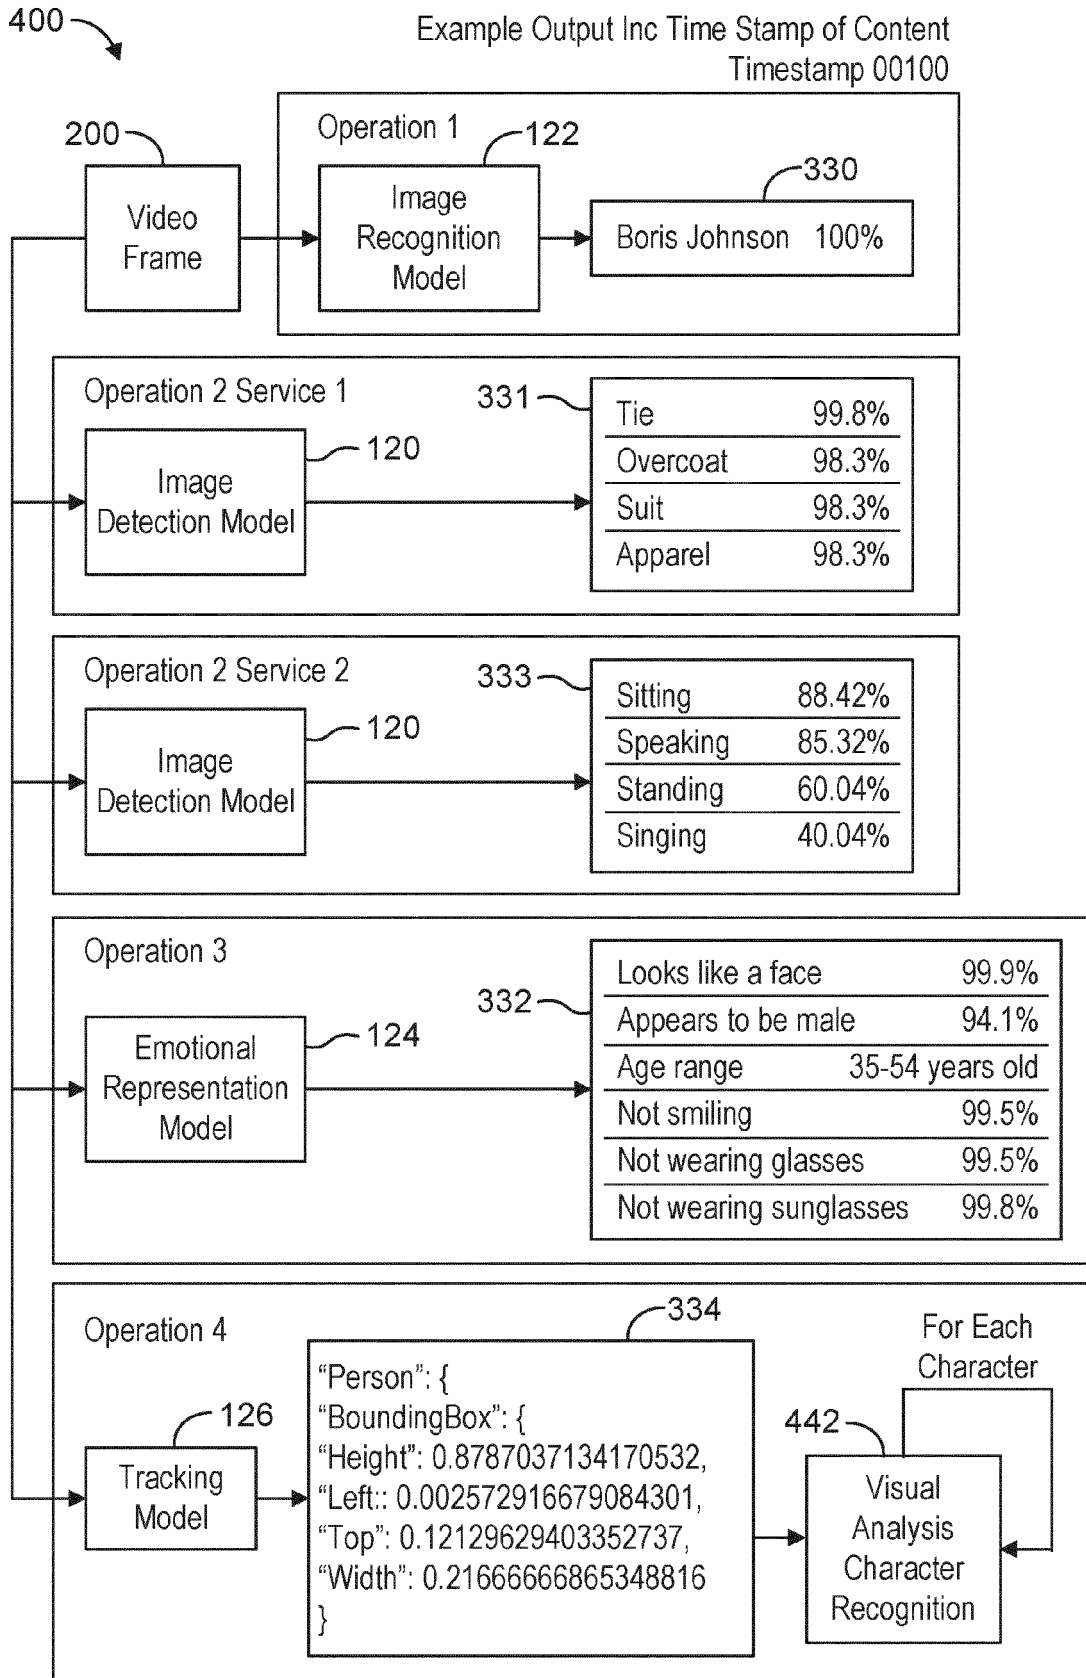 400
Example Output Inc Time Stamp of Content
Timestamp 00100
200
Video
Frame
Operation 1
122
Image
Recognition
Model
330
Boris Johnson 100%
Operation 2 Service 1
120
Image
Detection Model
331
Tie 99.8%
Overcoat 98.3%
Suit 98.3%
Apparel 98.3%
Operation 2 Service 2
120
Image
Detection Model
333
Sitting 88.42%
Speaking 85.32%
Standing 60.04%
Singing 40.04%
Operation 3
124
Emotional
Representation
Model
332
Looks like a face 99.9%
Appears to be male 94.1%
Age range 35-54 years old
Not smiling 99.5%
Not wearing glasses 99.5%
Not wearing sunglasses 99.8%
Operation 4
126
Tracking
Model
334
“Person”: {
“BoundingBox”: {
“Height”: 0.8787037134170532,
“Left:: 0.002572916679084301,
“Top”: 0.12129629403352737,
“Width”: 0.21666666865348816
}
For Each
Character
442
Visual
Analysis
Character
Recognition